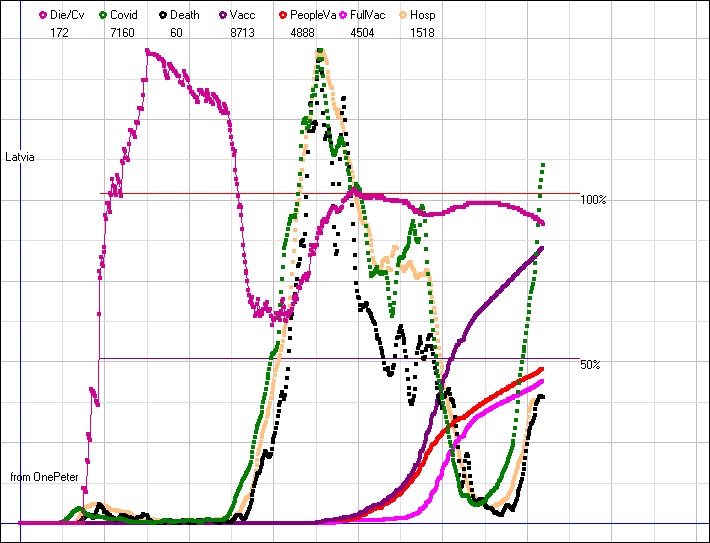 Die/Cv Covid Death Vacc PeopleVa FullVac Hosp
172 7160 60 8713 4888 4504 1518
Latvia
100%
50%
from OnePeter